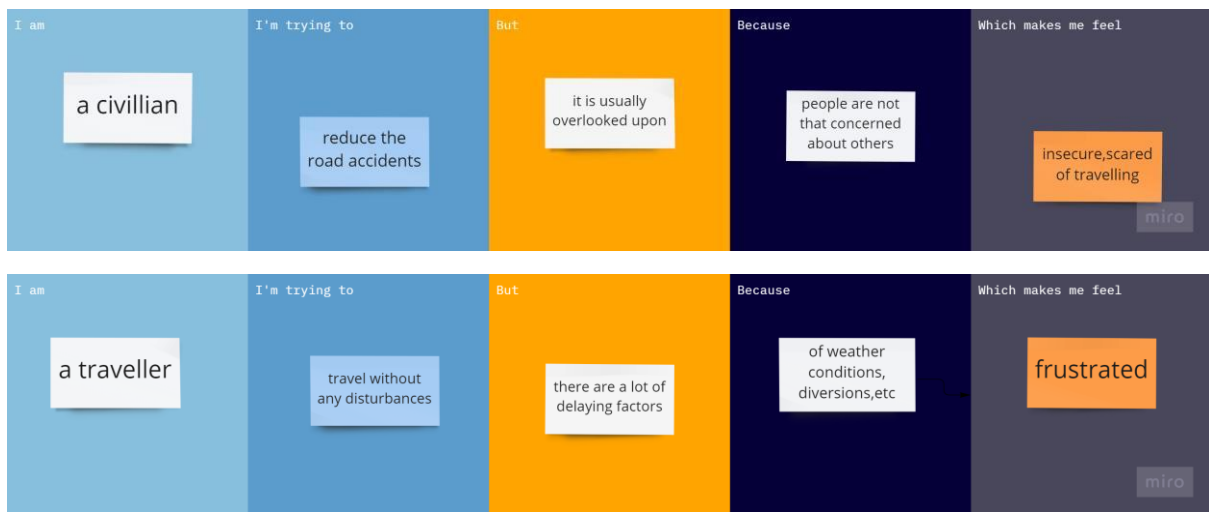 I am
a civillian
I'm trying to
reduce the
road accidents
But
it is usually
overlooked upon
Because
people are not
that concerned
about others
Which makes me feel
insecure,scared
of travelling
miro
I am
a traveller
I'm trying to
travel without
any disturbances
But
there are a lot of
delaying factors
Because
of weather
conditions,
diversions,etc
Which makes me feel
frustrated
miro